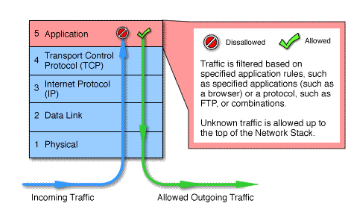 5 Application
4 Transport Control
Protocol (TCP)
3 Internet Protocol
(IP)
2 Data Link
1 Physical
Incoming Traffic
Allowed Outgoing Traffic
Disallowed
Allowed
Traffic is filtered based on
specified application rules, such
as specified applications (such as
a browser) or a protocol, such as
FTP, or combinations.
Unknown traffic is allowed up to
the top of the Network Stack.